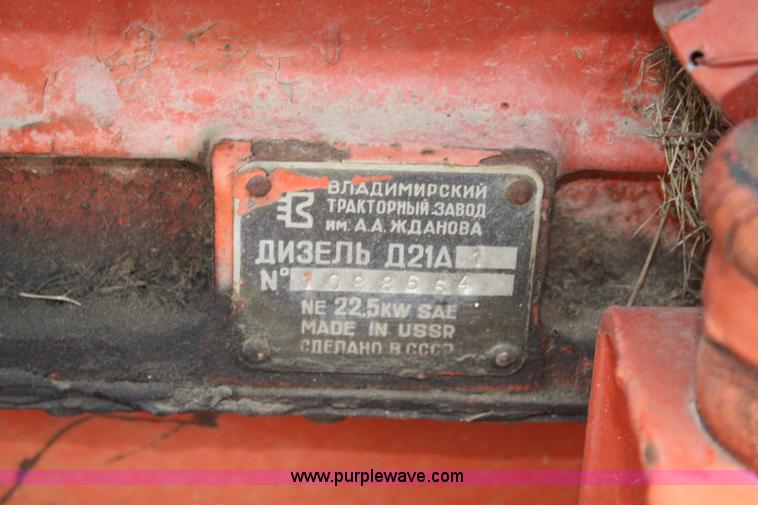 ВЛАДИМИРСКИЙ
ТРАКТОРНЫЙ ЗАВОД
ИМ. А.А. ЖДАНОВА
ДИЗЕЛЬ Д21А 1
N°
NE 22,5KW SAE
MADE IN USSR
СДЕЛАНО В СССР
www.purplewave.com